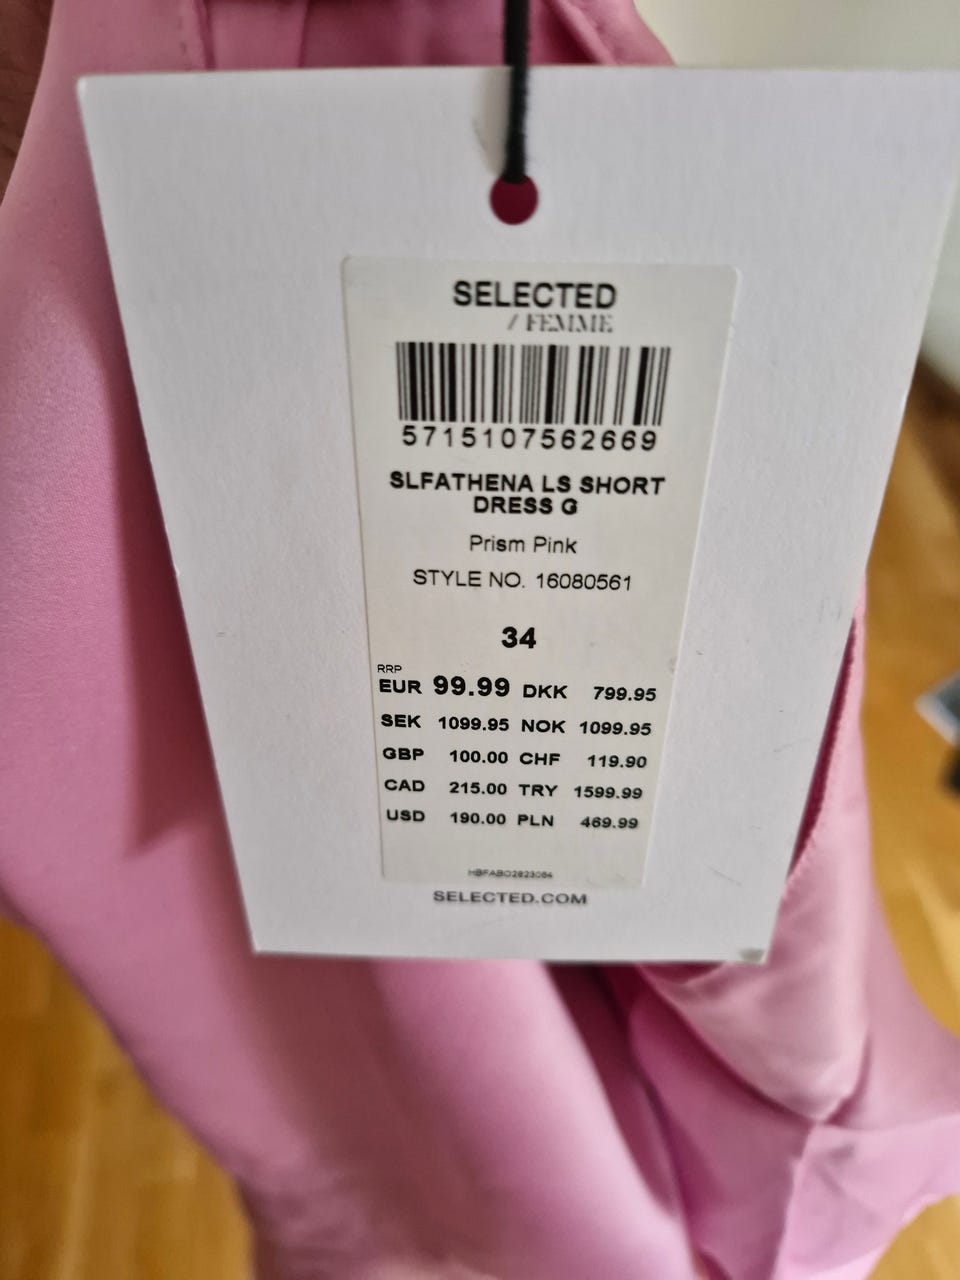 SELECTED
/ FEMME
5715107562669
SLFATHENA LS SHORT
DRESS G
Prism Pink
STYLE NO. 16080561
34
RRP
EUR 99.99 DKK 799.95
SEK 1099.95 NOK 1099.95
GBP 100.00 CHF 119.90
CAD 215.00 TRY 1599.99
USD 190.00 PLN 469.99
SELECTED.COM